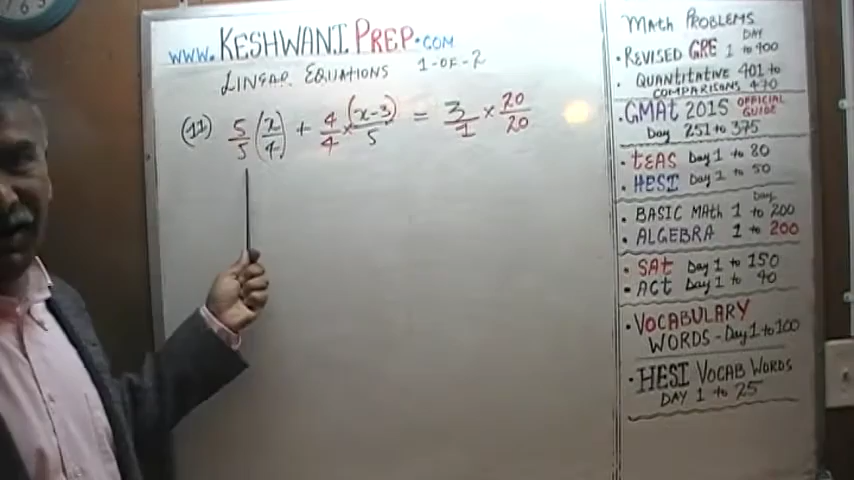 www.KESHWANI PREP.COM
LINEAR EQUATIONS 1-OF-2
(11) 5/5 (x/4) + 4/4 × (x-3)/5 = 3/1 × 20/20
MATH PROBLEMS
DAY
• REVISED GRE 1 to 400
• QUANTITATIVE 401 to
COMPARISONS 470
• GMAt 2015 OFFICIAL GUIDE
Day 251 to 375
• tEAS Day 1 to 80
• HESI Day 1 to 50
Day
• BASIC MAth 1 to 200
• ALGEBRA 1 to 200
• SAt Day 1 to 150
• ACt Day 1 to 40
• VOCABULARY
WORDS - Day 1 to 100
• HESI VOCAB WORDS
DAY 1 to 25